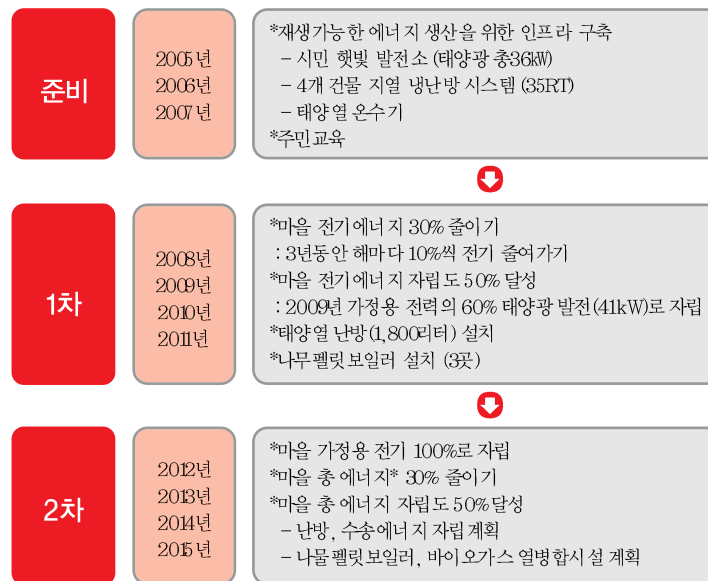 준비
2005년
2006년
2007년
*재생가능한 에너지 생산을 위한 인프라 구축
– 시민 햇빛 발전소 (태양광 총36kW)
– 4개 건물 지열 냉난방 시스템 (35RT)
– 태양열 온수기
*주민교육
1차
2008년
2009년
2010년
2011년
*마을 전기에너지 30% 줄이기
: 3년동안 해마다 10%씩 전기 줄여가기
*마을 전기에너지 자립도 50% 달성
: 2009년 가정용 전력의 60% 태양광 발전(41kW)로 자립
*태양열 난방(1,800리터) 설치
*나무펠릿보일러 설치 (3곳)
2차
2012년
2013년
2014년
2015년
*마을 가정용 전기 100%로 자립
*마을 총 에너지* 30% 줄이기
*마을 총 에너지 자립도 50%달성
– 난방, 수송에너지 자립계획
– 나물펠릿보일러, 바이오가스 열병합시설 계획